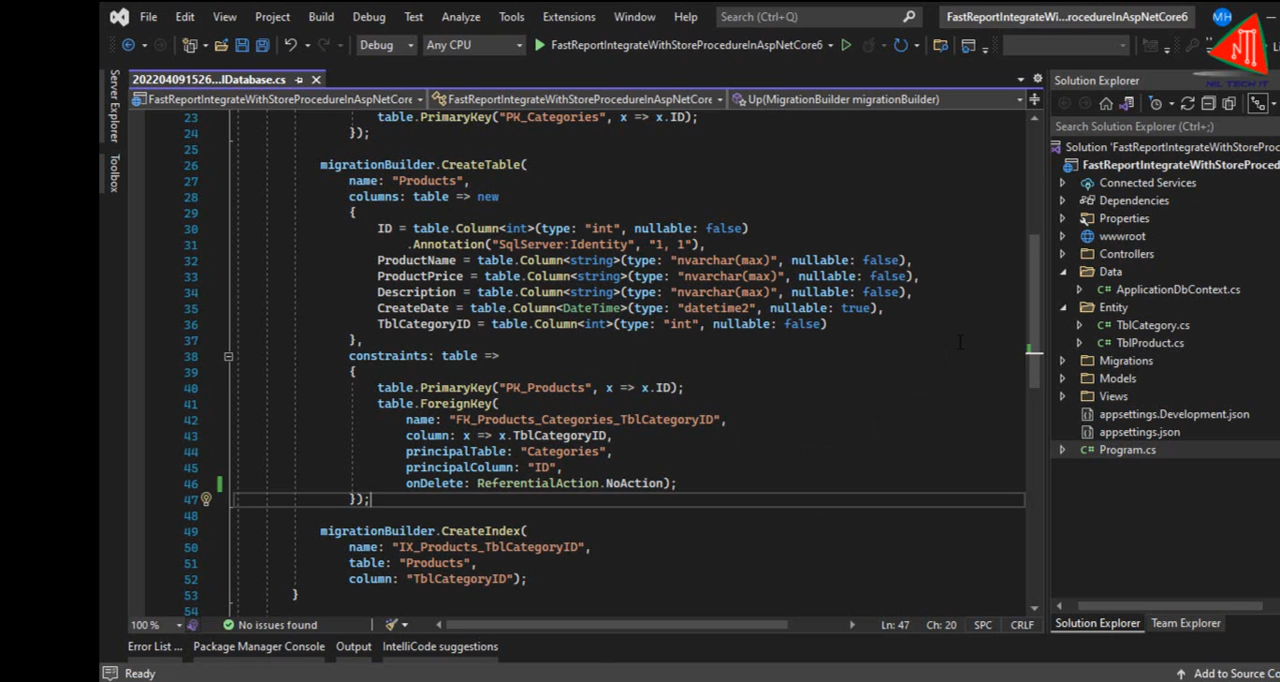 File Edit View Project Build Debug Test Analyze Tools Extensions Window Help Search (Ctrl+Q) FastReportIntegrateWi...rocedureInAspNetCore6 MH
Debug Any CPU FastReportIntegrateWithStoreProcedureInAspNetCore6
202204091526...lDatabase.cs
FastReportIntegrateWithStoreProcedureInAspNetCore FastReportIntegrateWithStoreProcedureInAspNetCore Up(MigrationBuilder migrationBuilder)
Server Explorer
Toolbox
23 table.PrimaryKey("PK_Categories", x => x.ID);
24 });
25
26 migrationBuilder.CreateTable(
27 name: "Products",
28 columns: table => new
29 {
30 ID = table.Column<int>(type: "int", nullable: false)
31 .Annotation("SqlServer:Identity", "1, 1"),
32 ProductName = table.Column<string>(type: "nvarchar(max)", nullable: false),
33 ProductPrice = table.Column<string>(type: "nvarchar(max)", nullable: false),
34 Description = table.Column<string>(type: "nvarchar(max)", nullable: false),
35 CreateDate = table.Column<DateTime>(type: "datetime2", nullable: true),
36 TblCategoryID = table.Column<int>(type: "int", nullable: false)
37 },
38 constraints: table =>
39 {
40 table.PrimaryKey("PK_Products", x => x.ID);
41 table.ForeignKey(
42 name: "FK_Products_Categories_TblCategoryID",
43 column: x => x.TblCategoryID,
44 principalTable: "Categories",
45 principalColumn: "ID",
46 onDelete: ReferentialAction.NoAction);
47 });
48
49 migrationBuilder.CreateIndex(
50 name: "IX_Products_TblCategoryID",
51 table: "Products",
52 column: "TblCategoryID");
53 }
54
100 % No issues found Ln: 47 Ch: 20 SPC CRLF
Error List ... Package Manager Console Output IntelliCode suggestions
Ready Add to Source Co
Solution Explorer
Search Solution Explorer (Ctrl+;)
Solution 'FastReportIntegrateWithStoreProc
FastReportIntegrateWithStoreProced
Connected Services
Dependencies
Properties
wwwroot
Controllers
Data
ApplicationDbContext.cs
Entity
TblCategory.cs
TblProduct.cs
Migrations
Models
Views
appsettings.Development.json
appsettings.json
Program.cs
Solution Explorer Team Explorer